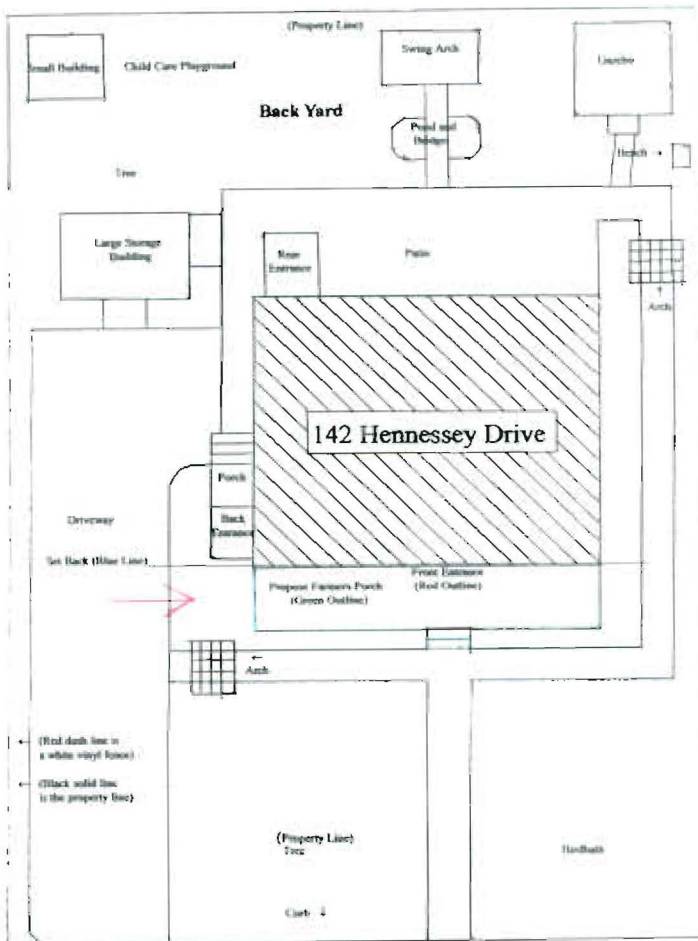 (Property Line)
Small Building
Child Care Playground
Swing Arch
Gazebo
Back Yard
Pond and
Bridge
Bench →
Tree
Large Storage
Building
Rear
Entrance
Patio
↑
Arch
142 Hennessey Drive
Porch
Back
Entrance
Driveway
Set Back (Blue Line)
Propose Farmers Porch
(Green Outline)
Front Entrance
(Red Outline)
←
Arch
← (Red dash line is
a white vinyl fence)
← (Black solid line
is the property line)
(Property Line)
Tree
Birdbath
Curb ↓